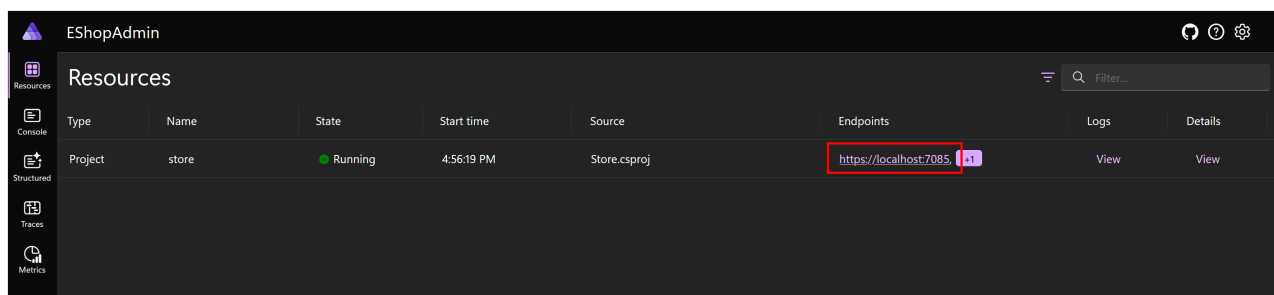 EShopAdmin
Resources
Resources
Filter...
Console
Type Name State Start time Source Endpoints Logs Details
Project store Running 4:56:19 PM Store.csproj https://localhost:7085, +1 View View
Structured
Traces
Metrics